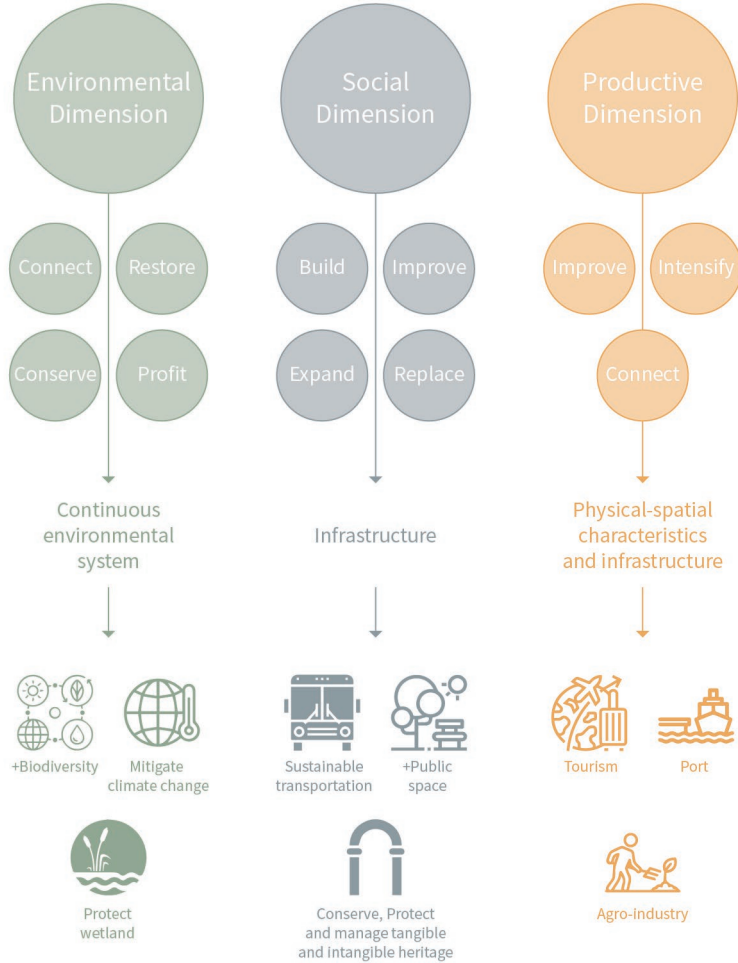 Environmental
Dimension
Connect
Restore
Conserve
Profit
Continuous
environmental
system
+Biodiversity
Mitigate
climate change
Protect
wetland
Social
Dimension
Build
Improve
Expand
Replace
Infrastructure
Sustainable
transportation
+Public
space
Conserve, Protect
and manage tangible
and intangible heritage
Productive
Dimension
Improve
Intensify
Connect
Physical-spatial
characteristics
and infrastructure
Tourism
Port
Agro-industry